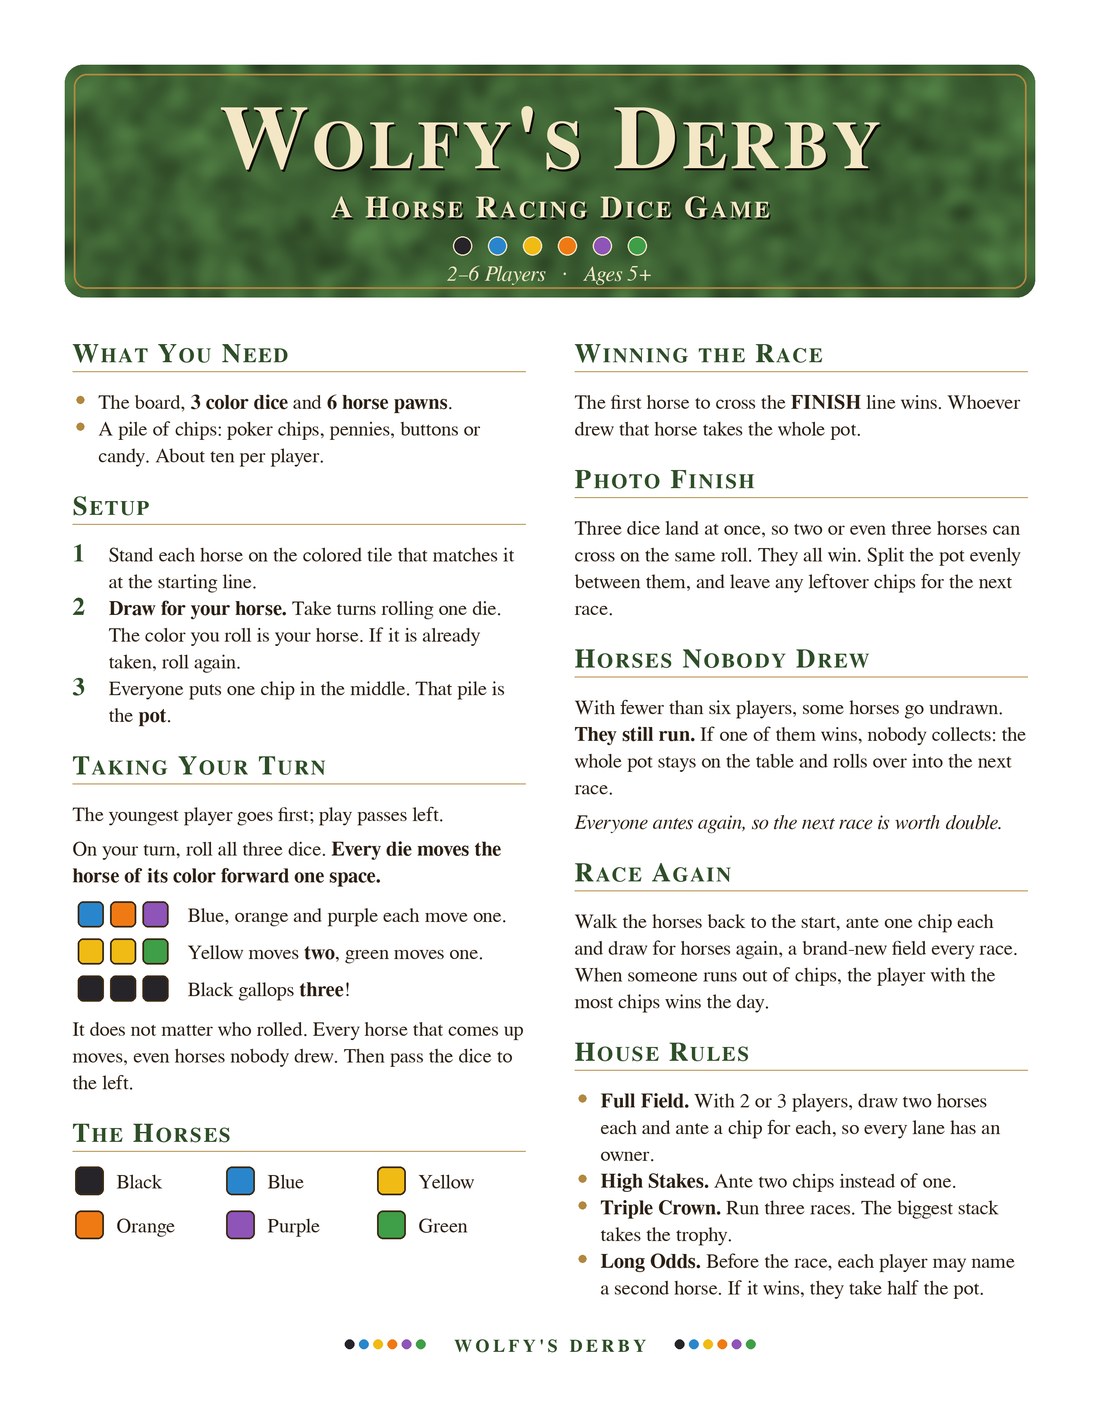 Wolfy's Derby
A Horse Racing Dice Game
2–6 Players · Ages 5+
What You Need
• The board, 3 color dice and 6 horse pawns.
• A pile of chips: poker chips, pennies, buttons or
candy. About ten per player.
Setup
1 Stand each horse on the colored tile that matches it
at the starting line.
2 Draw for your horse. Take turns rolling one die.
The color you roll is your horse. If it is already
taken, roll again.
3 Everyone puts one chip in the middle. That pile is
the pot.
Taking Your Turn
The youngest player goes first; play passes left.
On your turn, roll all three dice. Every die moves the
horse of its color forward one space.
Blue, orange and purple each move one.
Yellow moves two, green moves one.
Black gallops three!
It does not matter who rolled. Every horse that comes up
moves, even horses nobody drew. Then pass the dice to
the left.
The Horses
Black Blue Yellow
Orange Purple Green
Winning the Race
The first horse to cross the FINISH line wins. Whoever
drew that horse takes the whole pot.
Photo Finish
Three dice land at once, so two or even three horses can
cross on the same roll. They all win. Split the pot evenly
between them, and leave any leftover chips for the next
race.
Horses Nobody Drew
With fewer than six players, some horses go undrawn.
They still run. If one of them wins, nobody collects: the
whole pot stays on the table and rolls over into the next
race.
Everyone antes again, so the next race is worth double.
Race Again
Walk the horses back to the start, ante one chip each
and draw for horses again, a brand-new field every race.
When someone runs out of chips, the player with the
most chips wins the day.
House Rules
• Full Field. With 2 or 3 players, draw two horses
each and ante a chip for each, so every lane has an
owner.
• High Stakes. Ante two chips instead of one.
• Triple Crown. Run three races. The biggest stack
takes the trophy.
• Long Odds. Before the race, each player may name
a second horse. If it wins, they take half the pot.
WOLFY'S DERBY